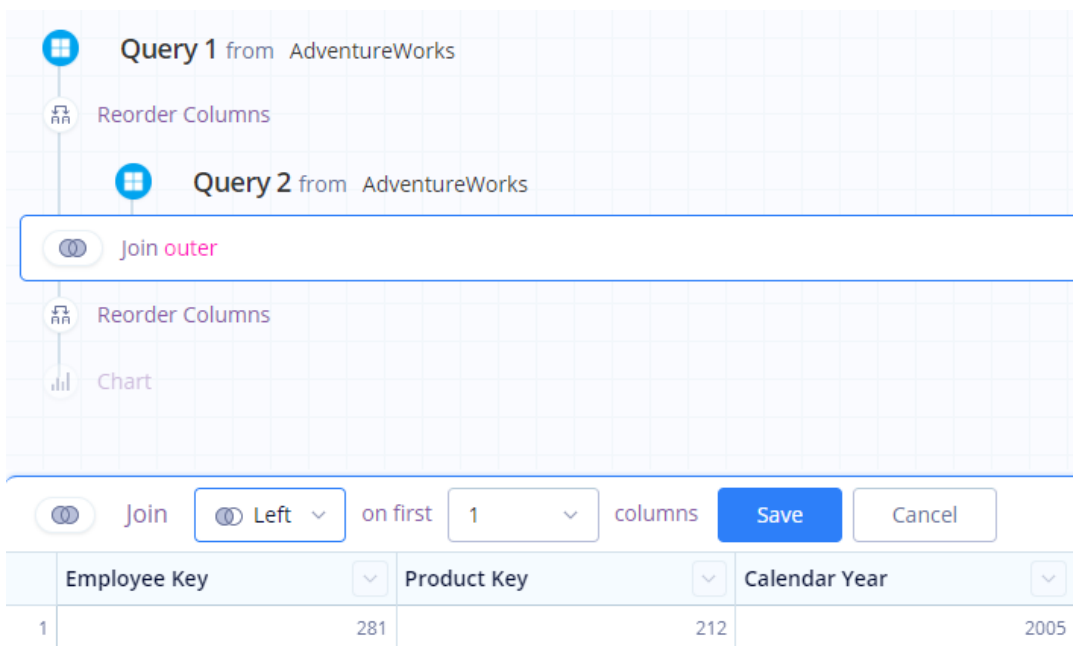 Query 1 from AdventureWorks
Reorder Columns
Query 2 from AdventureWorks
Join outer
Reorder Columns
Chart
Join Left on first 1 columns Save Cancel
Employee Key Product Key Calendar Year
1 281 212 2005